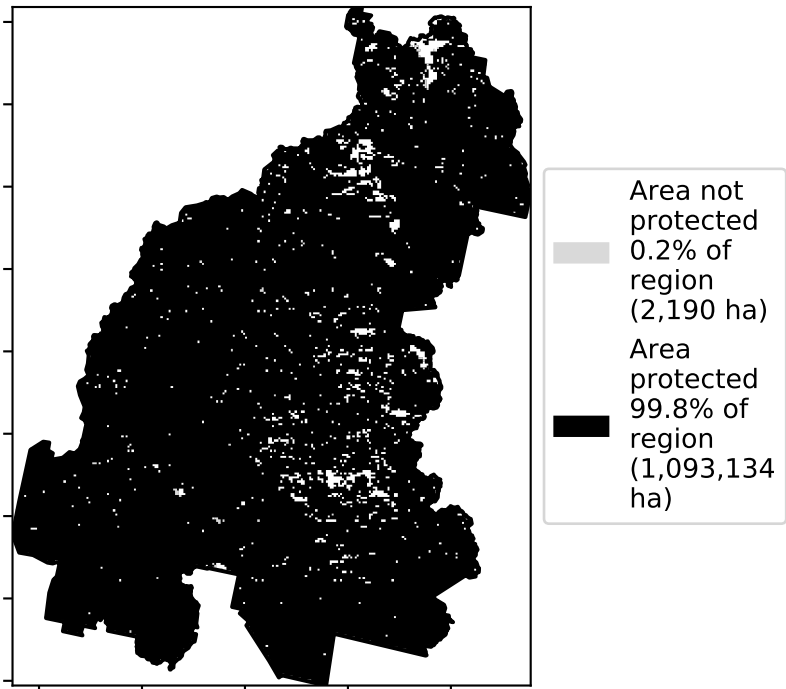 Area not
protected
0.2% of
region
(2,190 ha)
Area
protected
99.8% of
region
(1,093,134
ha)